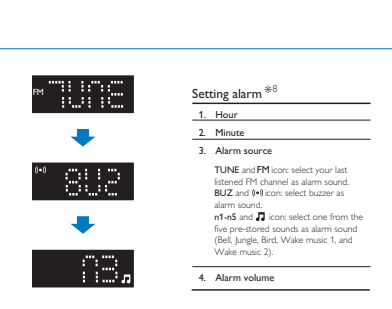 FM TUNE
BUZ
n3
Setting alarm ※8
1. Hour
2. Minute
3. Alarm source
TUNE and FM icon: select your last
listened FM channel as alarm sound.
BUZ and icon: select buzzer as
alarm sound.
n1-n5 and icon: select one from the
five pre-stored sounds as alarm sound
(Bell, Jungle, Bird, Wake music 1, and
Wake music 2).
4. Alarm volume